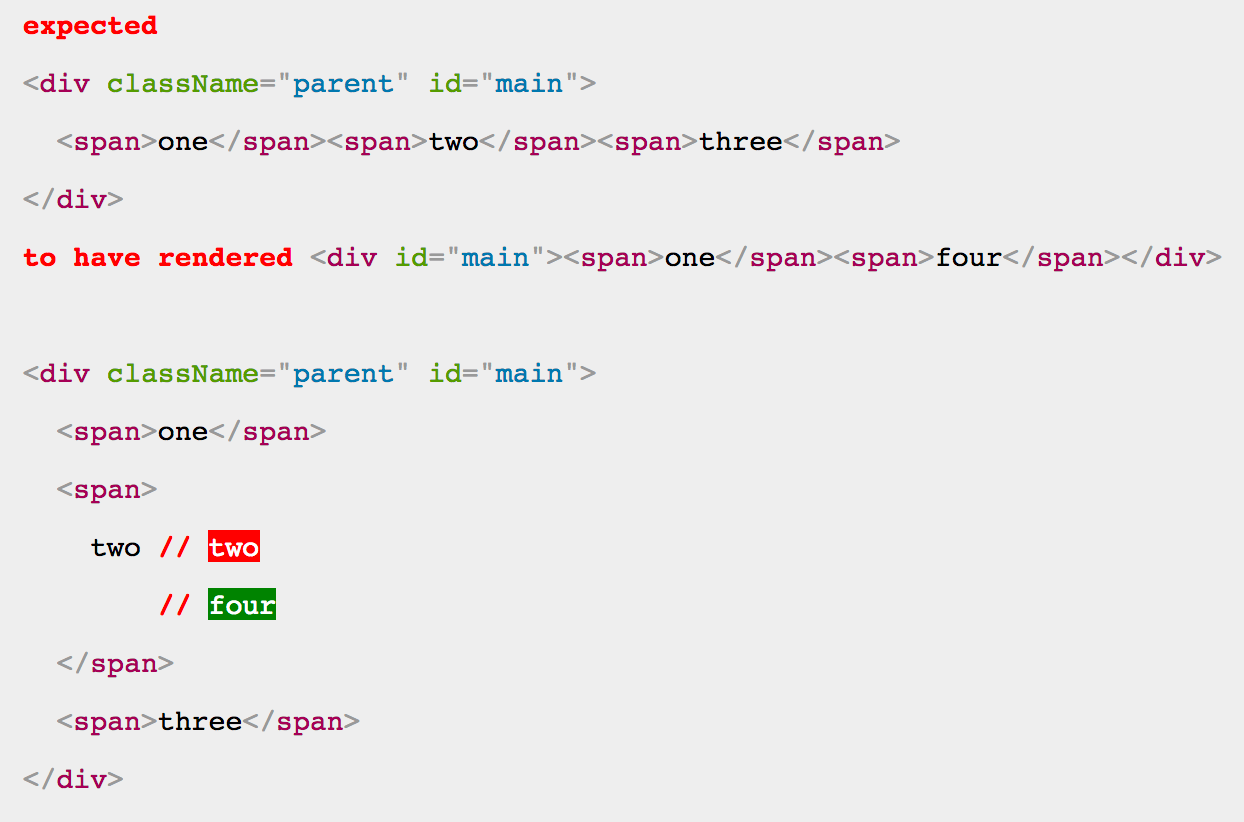 expected
<div className="parent" id="main">
  <span>one</span><span>two</span><span>three</span>
</div>
to have rendered <div id="main"><span>one</span><span>four</span></div>
<div className="parent" id="main">
  <span>one</span>
  <span>
    two // two
        // four
  </span>
  <span>three</span>
</div>